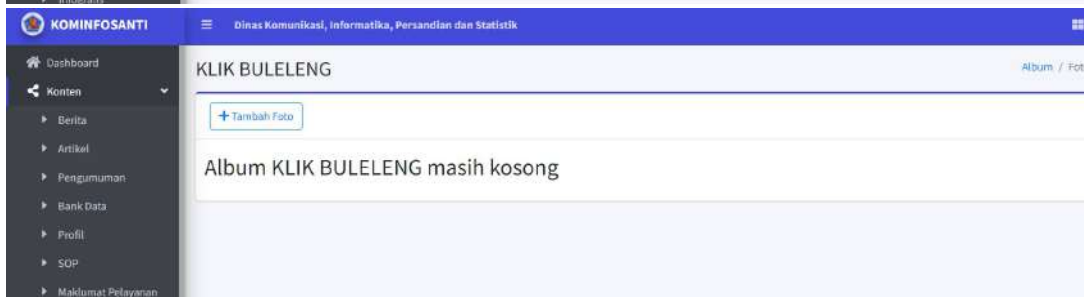 KOMINFOSANTI
Dinas Komunikasi, Informatika, Persandian dan Statistik
Dashboard
Konten
Berita
Artikel
Pengumuman
Bank Data
Profil
SOP
Maklumat Pelayanan
KLIK BULELENG
Album / Fot
+ Tambah Foto
Album KLIK BULELENG masih kosong